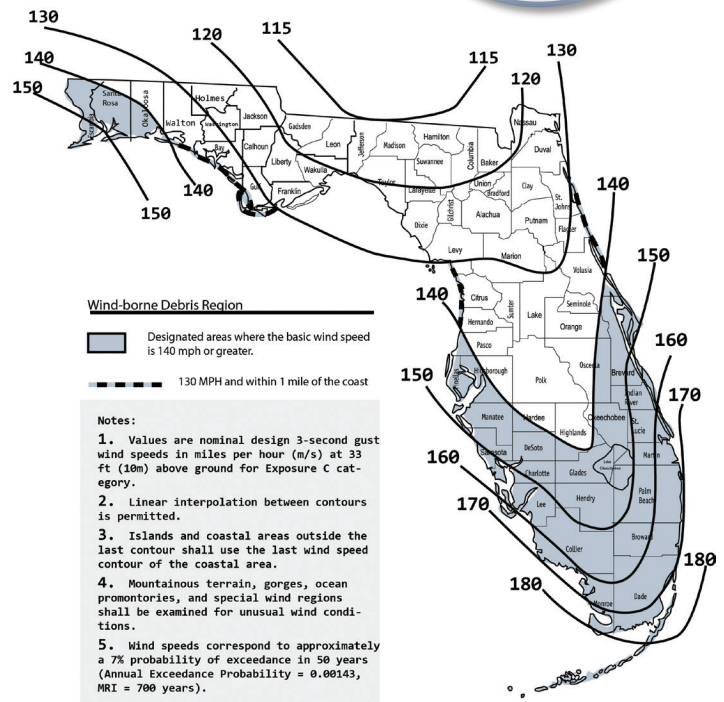 130
115
120
130
140
115
150
120
Holmes
Santa
Rosa
Okaloosa
Jackson
Walton
Washington
Nassau
Gadsden
Hamilton
Leon
Jefferson
Madison
Columbia
Duval
Calhoun
Bay
Baker
Escambia
Liberty
Suwannee
Wakulla
Taylor
Union
Clay
Gulf
Franklin
Lafayette
Bradford
St.
Johns
140
140
150
Gilchrist
Alachua
Putnam
Dixie
Flagler
Levy
Marion
150
Volusia
140
Citrus
Sumter
Lake
Seminole
Hernando
Orange
160
Wind-borne Debris Region
Designated areas where the basic wind speed
is 140 mph or greater.
Pasco
Osceola
Brevard
Pinellas
Hillsborough
Polk
150
170
130 MPH and within 1 mile of the coast
Indian
River
Manatee
Hardee
Okeechobee
St.
Lucie
Highlands
Sarasota
DeSoto
Martin
160
Charlotte
Glades
Lake
Okeechobee
170
Lee
Hendry
Palm
Beach
Collier
Broward
180
180
Monroe
Dade
Notes:
1. Values are nominal design 3-second gust
wind speeds in miles per hour (m/s) at 33
ft (10m) above ground for Exposure C cat-
egory.
2. Linear interpolation between contours
is permitted.
3. Islands and coastal areas outside the
last contour shall use the last wind speed
contour of the coastal area.
4. Mountainous terrain, gorges, ocean
promontories, and special wind regions
shall be examined for unusual wind condi-
tions.
5. Wind speeds correspond to approximately
a 7% probability of exceedance in 50 years
(Annual Exceedance Probability = 0.00143,
MRI = 700 years).